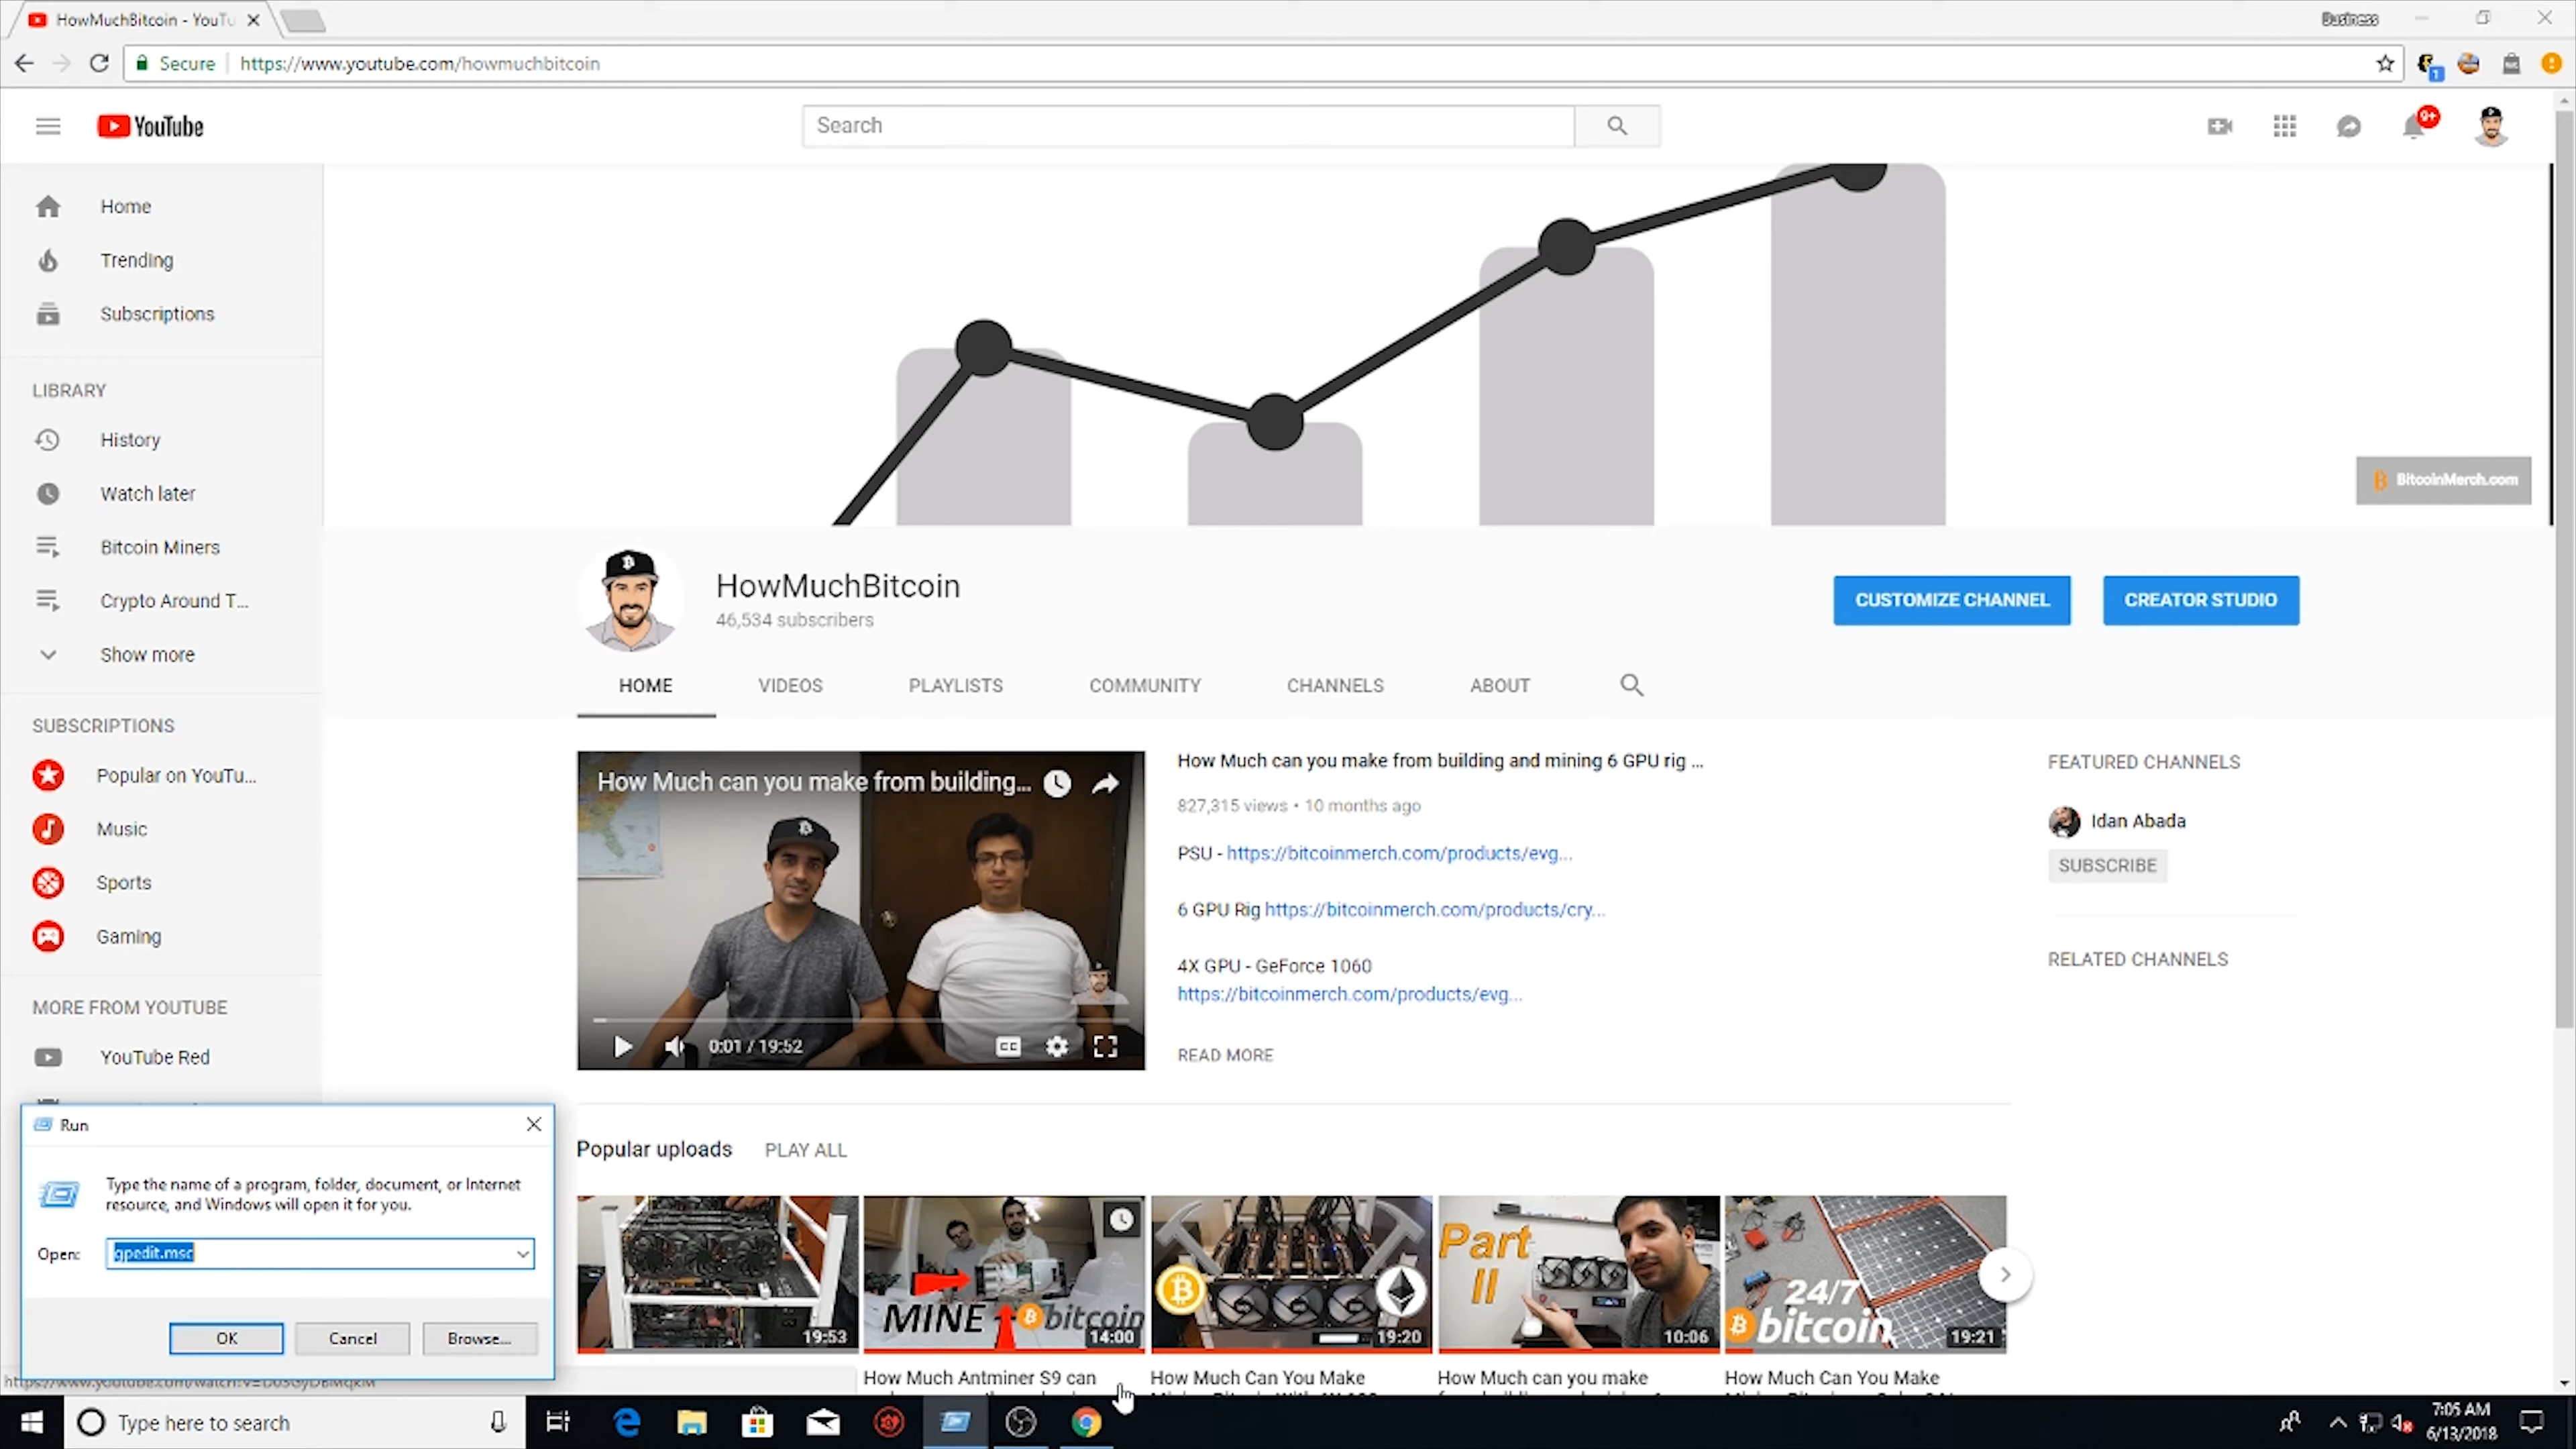 HowMuchBitcoin - YouTu
Business
Secure https://www.youtube.com/howmuchbitcoin
1
YouTube
Search
9+
Home
Trending
Subscriptions
LIBRARY
History
Watch later
Bitcoin Miners
Crypto Around T...
Show more
SUBSCRIPTIONS
Popular on YouTu...
Music
Sports
Gaming
MORE FROM YOUTUBE
YouTube Red
BitcoinMerch.com
HowMuchBitcoin
46,534 subscribers
CUSTOMIZE CHANNEL
CREATOR STUDIO
HOME VIDEOS PLAYLISTS COMMUNITY CHANNELS ABOUT
How Much can you make from building...
0:01 / 19:52
CC
How Much can you make from building and mining 6 GPU rig ...
827,315 views • 10 months ago
PSU - https://bitcoinmerch.com/products/evg...
6 GPU Rig https://bitcoinmerch.com/products/cry...
4X GPU - GeForce 1060
https://bitcoinmerch.com/products/evg...
READ MORE
FEATURED CHANNELS
Idan Abada
SUBSCRIBE
RELATED CHANNELS
Popular uploads PLAY ALL
19:53
MINE bitcoin
14:00
19:20
Part
II
10:06
24/7
bitcoin
19:21
How Much Antminer S9 can
How Much Can You Make
How Much can you make
How Much Can You Make
Run
Type the name of a program, folder, document, or Internet
resource, and Windows will open it for you.
Open: gpedit.msc
OK Cancel Browse...
Type here to search
7:05 AM
6/13/2018